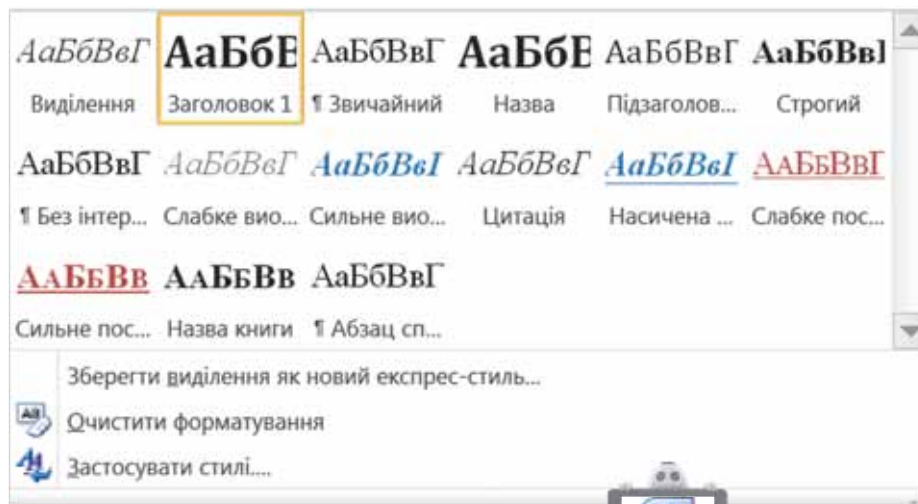 АаБбВвГ АаБбВ АаБбВвГ АаБбВ АаБбВвГ АаБбВвІ
Виділення Заголовок 1 ¶ Звичайний Назва Підзаголов... Строгий
АаБбВвГ АаБбВвГ АаБбВвІ АаБбВвГ АаБбВвІ АаБбВвГ
¶ Без інтер... Слабке вио... Сильне вио... Цитація Насичена ... Слабке пос...
АаБбВв АаБбВв АаБбВвГ
Сильне пос... Назва книги ¶ Абзац сп...
Зберегти виділення як новий експрес-стиль...
Очистити форматування
Застосувати стилі....